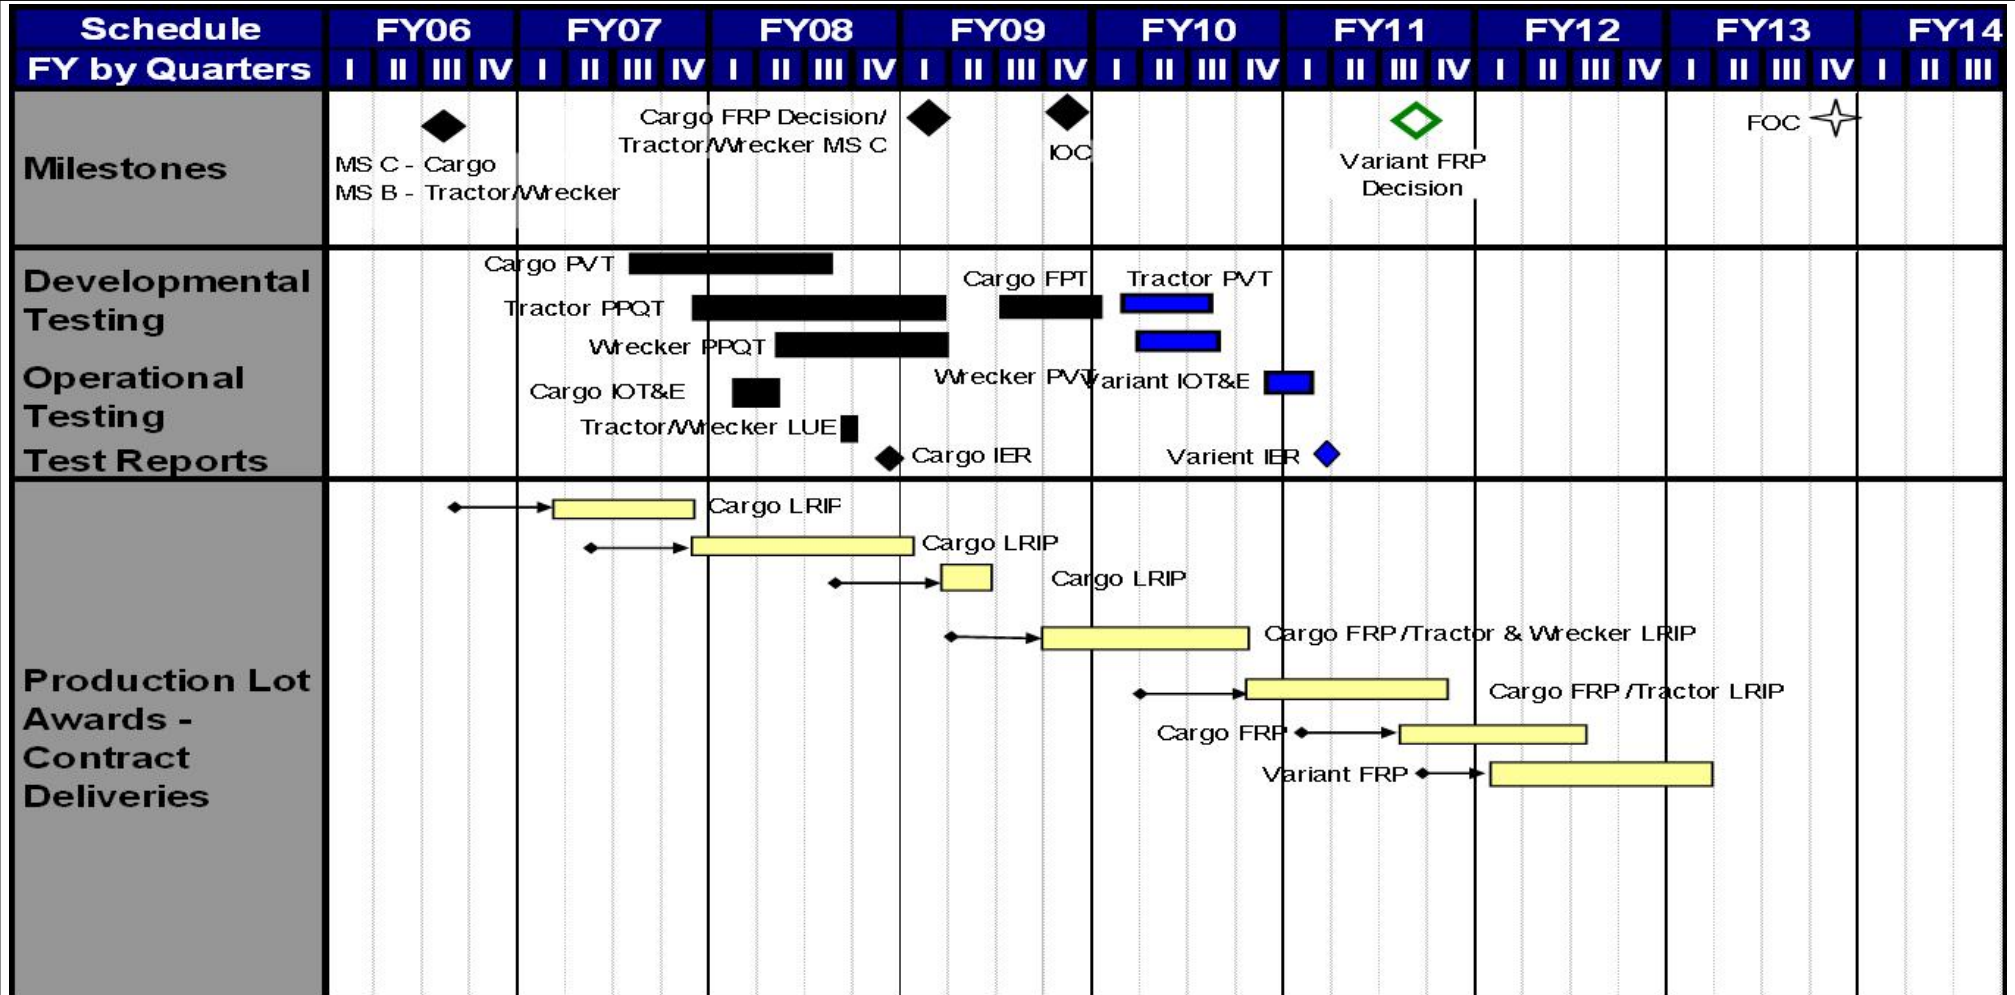 Schedule FY06 FY07 FY08 FY09 FY10 FY11 FY12 FY13 FY14
FY by Quarters I II III IV I II III IV I II III IV I II III IV I II III IV I II III IV I II III IV I II III IV I II III
Milestones
MS C - Cargo
MS B - Tractor/Wrecker
Cargo FRP Decision/
Tractor/Wrecker MS C
IOC
Variant FRP
Decision
FOC
Developmental
Testing
Cargo PVT
Cargo FPT
Tractor PVT
Tractor PPQT
Wrecker PPQT
Wrecker PVT
Operational
Testing
Variant IOT&E
Cargo IOT&E
Tractor/Wrecker LUE
Test Reports
Cargo IER
Varient IER
Cargo LRIP
Cargo LRIP
Cargo LRIP
Cargo FRP/Tractor & Wrecker LRIP
Production Lot
Awards -
Contract
Deliveries
Cargo FRP/Tractor LRIP
Cargo FRP
Variant FRP